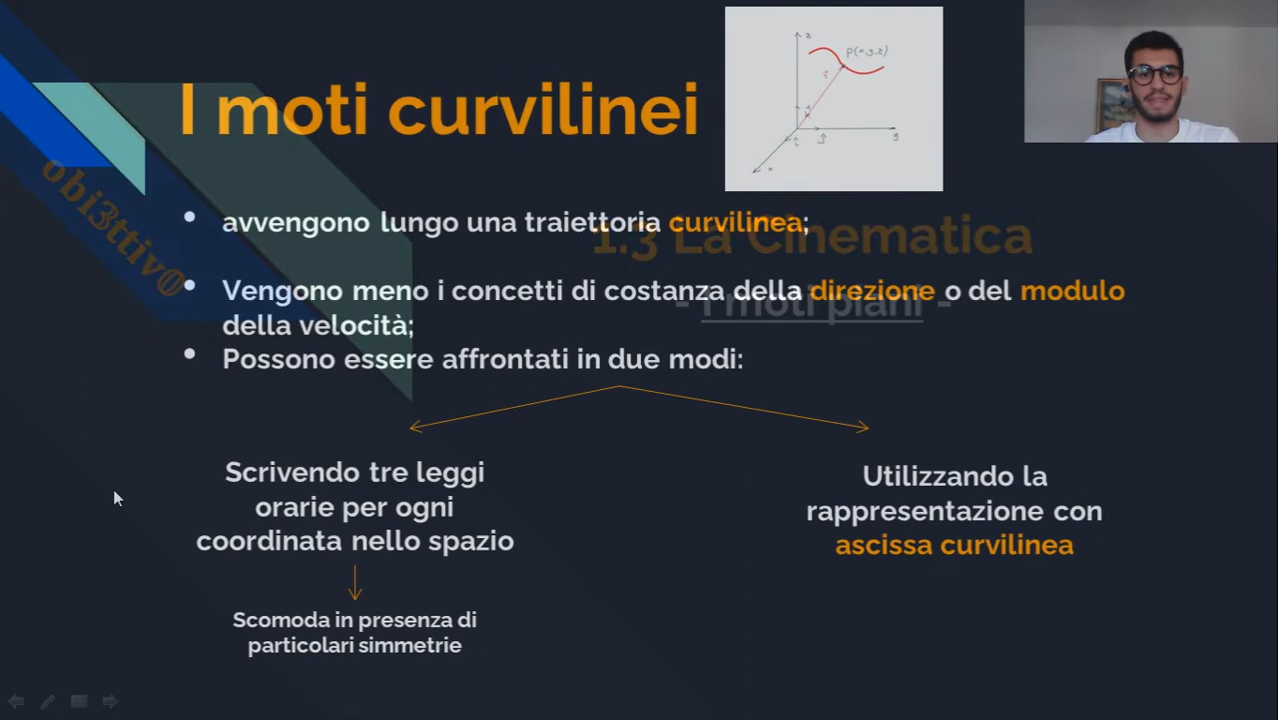 I moti curvilinei
z
P(x,y,z)
y
x
obi3ttiv@
1.3 La Cinematica
- I moti piani -
• avvengono lungo una traiettoria curvilinea;
• Vengono meno i concetti di costanza della direzione o del modulo
della velocità;
• Possono essere affrontati in due modi:
Scrivendo tre leggi
orarie per ogni
coordinata nello spazio
Scomoda in presenza di
particolari simmetrie
Utilizzando la
rappresentazione con
ascissa curvilinea